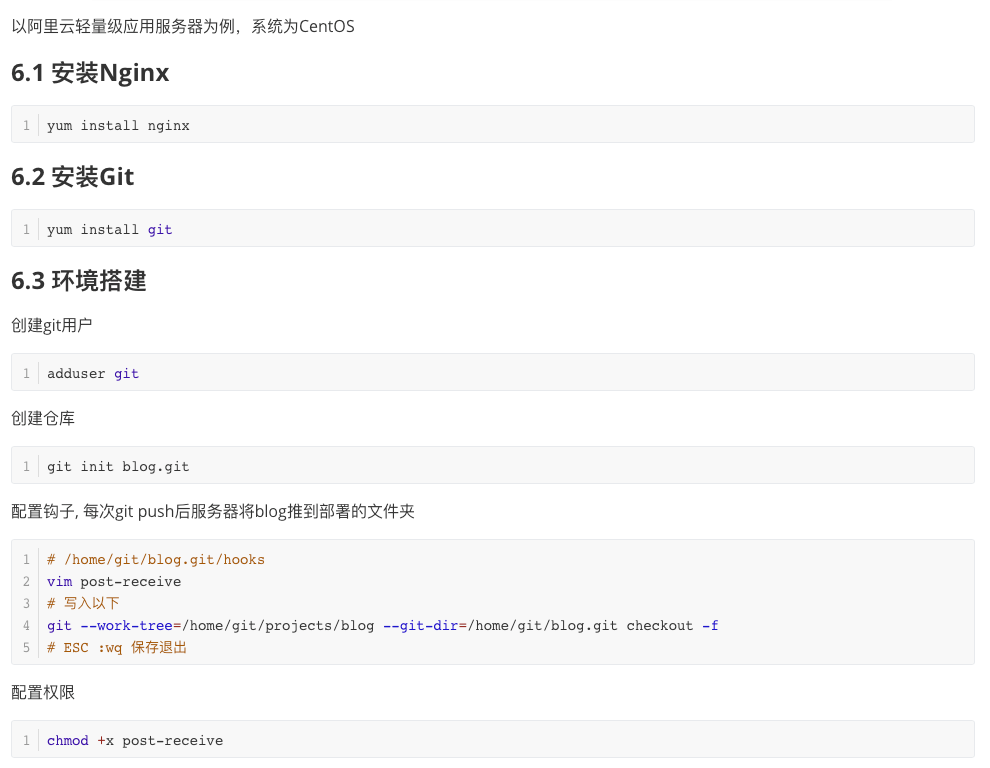 以阿里云轻量级应用服务器为例，系统为CentOS
6.1 安装Nginx
1 yum install nginx
6.2 安装Git
1 yum install git
6.3 环境搭建
创建git用户
1 adduser git
创建仓库
1 git init blog.git
配置钩子, 每次git push后服务器将blog推到部署的文件夹
1 # /home/git/blog.git/hooks
2 vim post-receive
3 # 写入以下
4 git --work-tree=/home/git/projects/blog --git-dir=/home/git/blog.git checkout -f
5 # ESC :wq 保存退出
配置权限
1 chmod +x post-receive